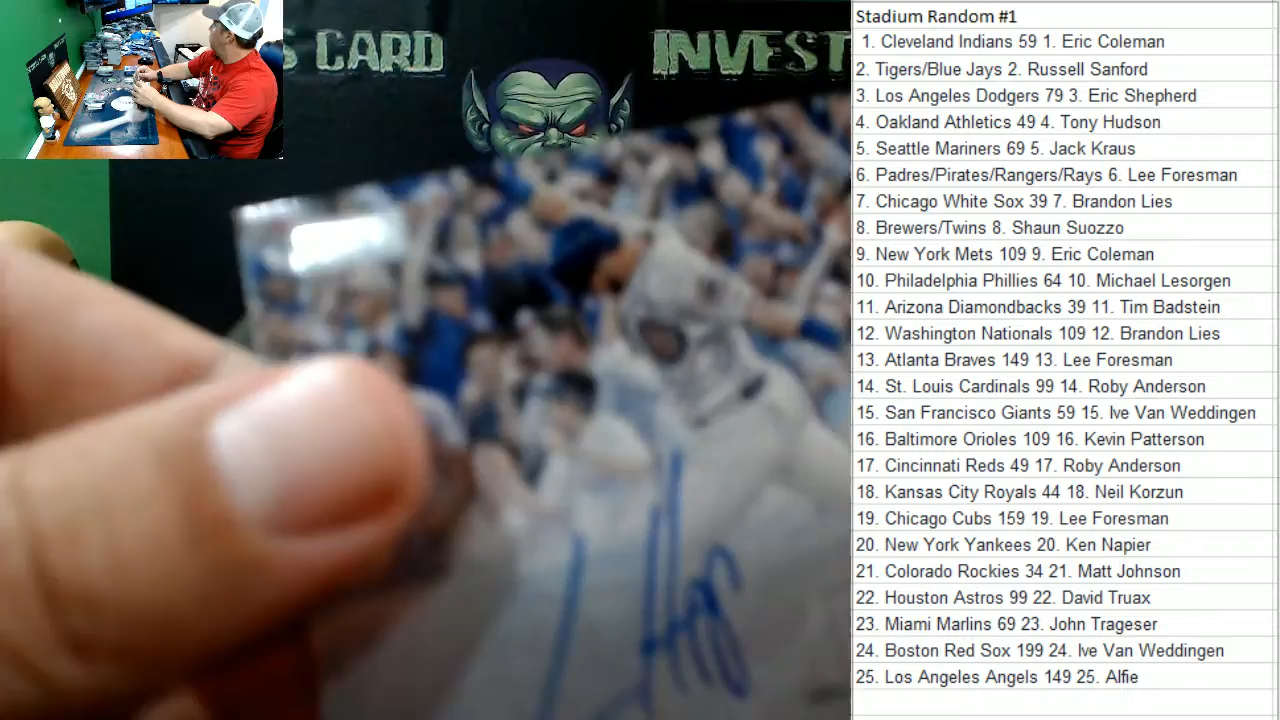 S CARD INVEST
Stadium Random #1
1. Cleveland Indians 59 1. Eric Coleman
2. Tigers/Blue Jays 2. Russell Sanford
3. Los Angeles Dodgers 79 3. Eric Shepherd
4. Oakland Athletics 49 4. Tony Hudson
5. Seattle Mariners 69 5. Jack Kraus
6. Padres/Pirates/Rangers/Rays 6. Lee Foresman
7. Chicago White Sox 39 7. Brandon Lies
8. Brewers/Twins 8. Shaun Suozzo
9. New York Mets 109 9. Eric Coleman
10. Philadelphia Phillies 64 10. Michael Lesorgen
11. Arizona Diamondbacks 39 11. Tim Badstein
12. Washington Nationals 109 12. Brandon Lies
13. Atlanta Braves 149 13. Lee Foresman
14. St. Louis Cardinals 99 14. Roby Anderson
15. San Francisco Giants 59 15. Ive Van Weddingen
16. Baltimore Orioles 109 16. Kevin Patterson
17. Cincinnati Reds 49 17. Roby Anderson
18. Kansas City Royals 44 18. Neil Korzun
19. Chicago Cubs 159 19. Lee Foresman
20. New York Yankees 20. Ken Napier
21. Colorado Rockies 34 21. Matt Johnson
22. Houston Astros 99 22. David Truax
23. Miami Marlins 69 23. John Trageser
24. Boston Red Sox 199 24. Ive Van Weddingen
25. Los Angeles Angels 149 25. Alfie